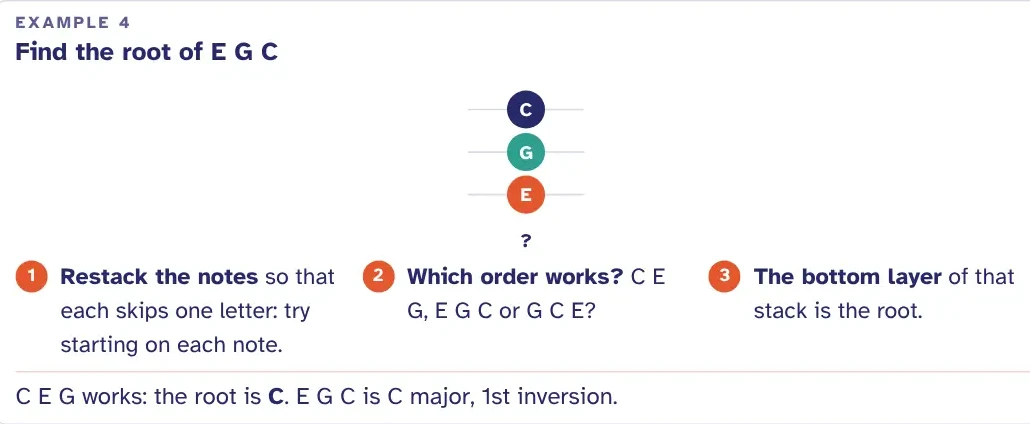 EXAMPLE 4
Find the root of E G C
C
G
E
?
1 Restack the notes so that
each skips one letter: try
starting on each note.
2 Which order works? C E
G, E G C or G C E?
3 The bottom layer of that
stack is the root.
C E G works: the root is C. E G C is C major, 1st inversion.